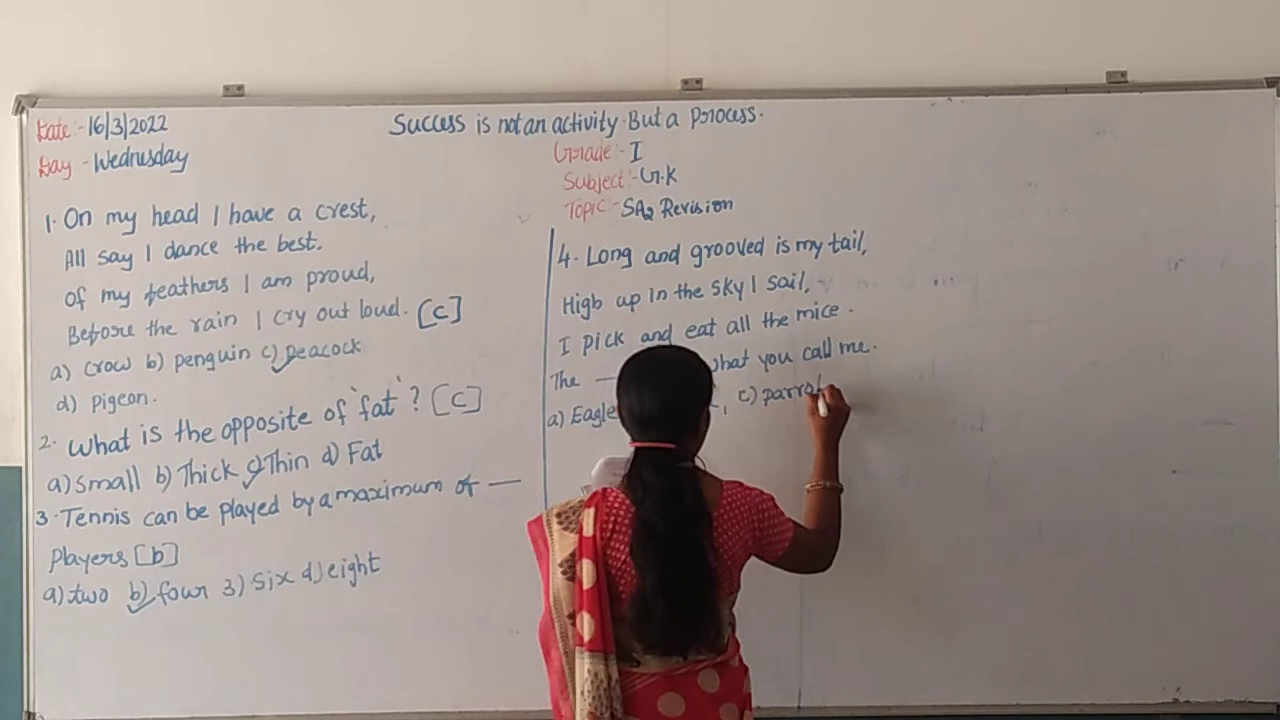 Date:- 16/3/2022
Day - Wednesday
Success is not an activity But a Process.
Grade:- I
Subject:- G.K
Topic - SA2 Revision
1. On my head I have a crest,
All say I dance the best.
Of my feathers I am proud,
Before the rain I cry out loud. [c]
a) crow b) penguin c) peacock
d) pigeon.
2. What is the opposite of 'fat'? [c]
a) small b) Thick c) Thin d) Fat
3. Tennis can be played by a maximum of —
Players [b]
a) two b) four 3) six d) eight
4. Long and grooved is my tail,
High up in the sky I sail,
I pick and eat all the mice.
The — what you call me.
a) Eagle , c) parrot